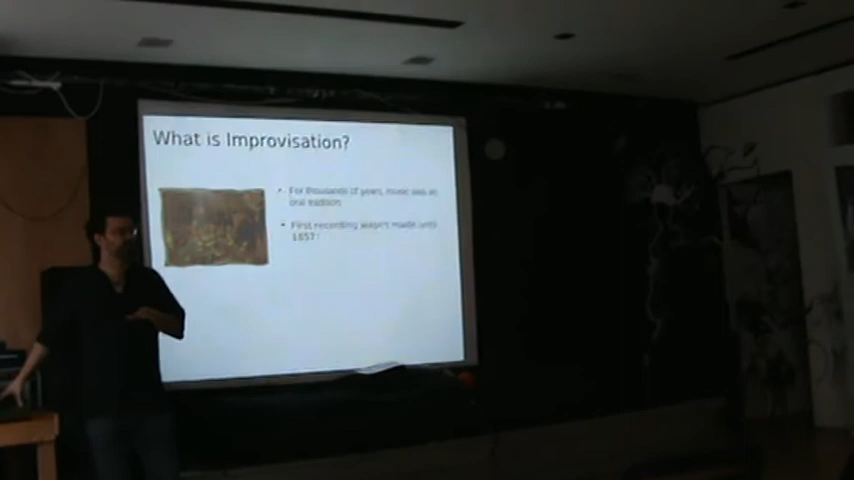 What is Improvisation?
• For thousands of years, music was an
oral tradition
• First recording wasn't made until
1857!